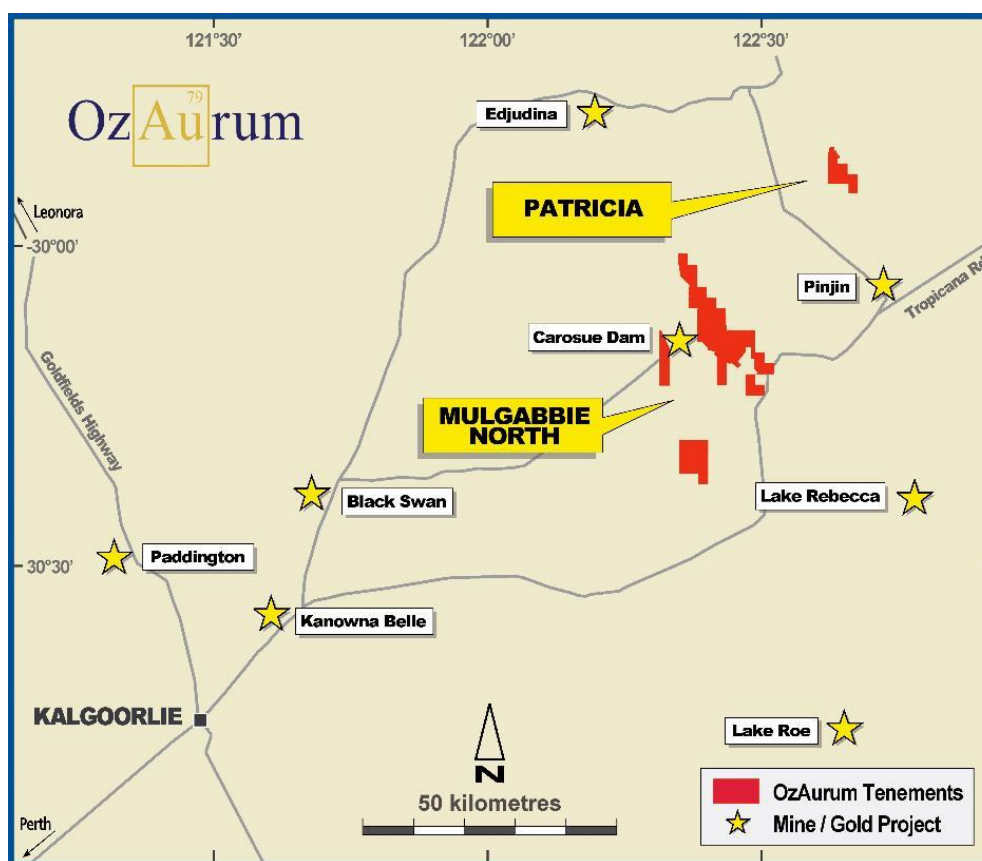 121°30’
122°00’
122°30’
79
OzAurum
Edjudina
PATRICIA
Leonora
-30°00’
Pinjin
Tropicana Rd
Carosue Dam
Goldfields Highway
MULGABBIE
NORTH
Black Swan
Lake Rebecca
Paddington
30°30’
Kanowna Belle
KALGOORLIE
Lake Roe
N
50 kilometres
OzAurum Tenements
Mine / Gold Project
Perth